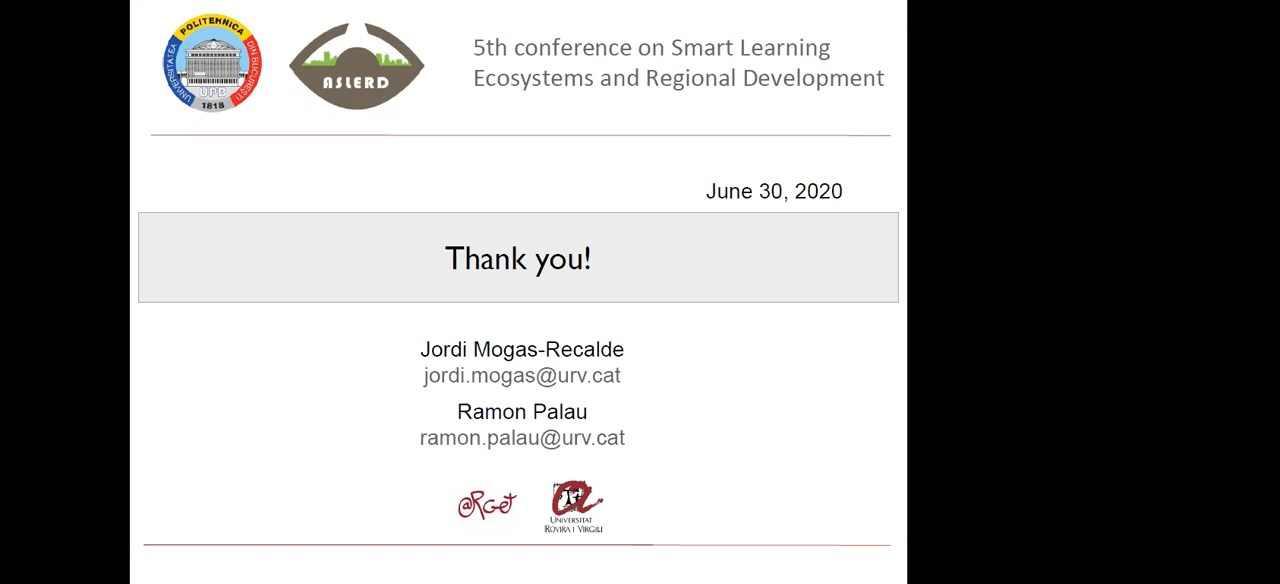 UNIVERSITATEA POLITEHNICA DIN BUCUREȘTI
UPB
1818
ASLERD
5th conference on Smart Learning
Ecosystems and Regional Development
June 30, 2020
Thank you!
Jordi Mogas-Recalde
jordi.mogas@urv.cat
Ramon Palau
ramon.palau@urv.cat
@RGet
UNIVERSITAT
ROVIRA I VIRGILI